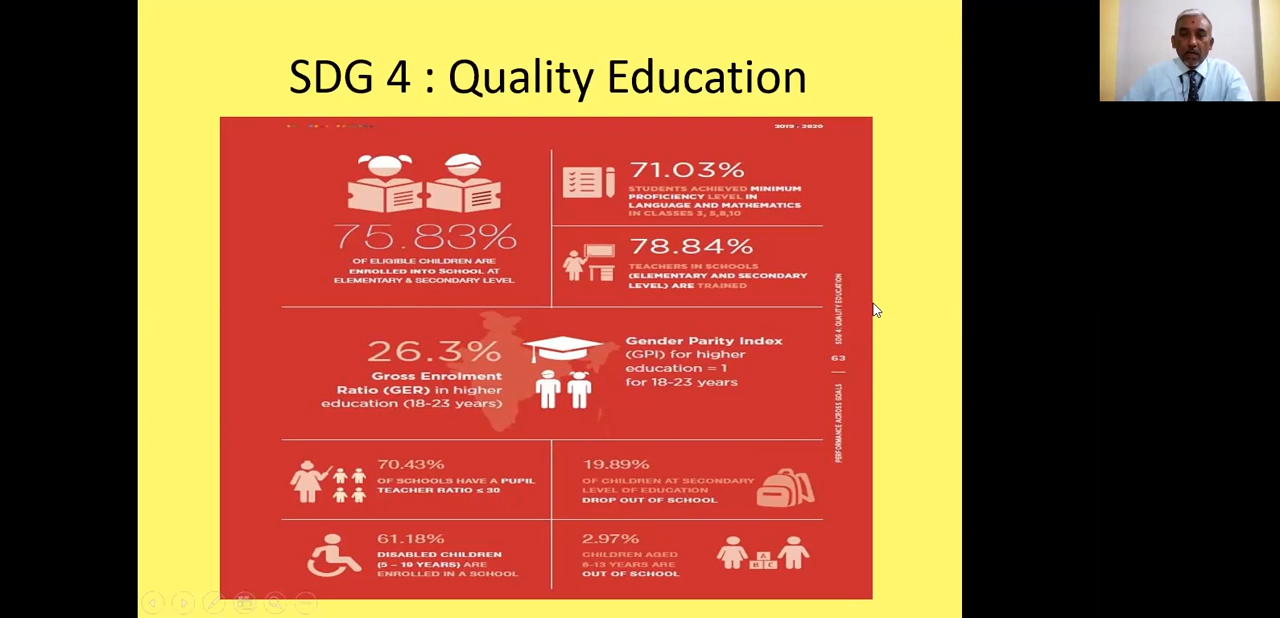 SDG 4 : Quality Education
2019 - 2020
75.83%
OF ELIGIBLE CHILDREN ARE
ENROLLED INTO SCHOOL AT
ELEMENTARY & SECONDARY LEVEL
71.03%
STUDENTS ACHIEVED MINIMUM
PROFICIENCY LEVEL IN
LANGUAGE AND MATHEMATICS
IN CLASSES 3, 5,8,10
78.84%
TEACHERS IN SCHOOLS
(ELEMENTARY AND SECONDARY
LEVEL) ARE TRAINED
26.3%
Gross Enrolment
Ratio (GER) in higher
education (18-23 years)
Gender Parity Index
(GPI) for higher
education = 1
for 18-23 years
70.43%
OF SCHOOLS HAVE A PUPIL
TEACHER RATIO ≤ 30
19.89%
OF CHILDREN AT SECONDARY
LEVEL OF EDUCATION
DROP OUT OF SCHOOL
61.18%
DISABLED CHILDREN
(5 – 19 YEARS) ARE
ENROLLED IN A SCHOOL
2.97%
CHILDREN AGED
6-13 YEARS ARE
OUT OF SCHOOL
A
B C
SDG 4: QUALITY EDUCATION
63
PERFORMANCE ACROSS GOALS